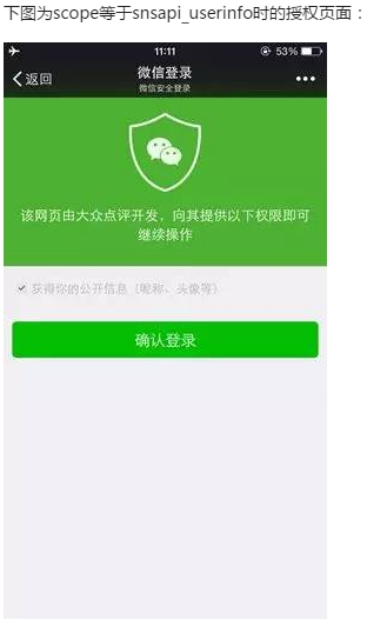 下图为scope等于snsapi_userinfo时的授权页面：
11:11
53%
返回
微信登录
微信安全登录
该网页由大众点评开发，向其提供以下权限即可
继续操作
获得你的公开信息（昵称、头像等）
确认登录